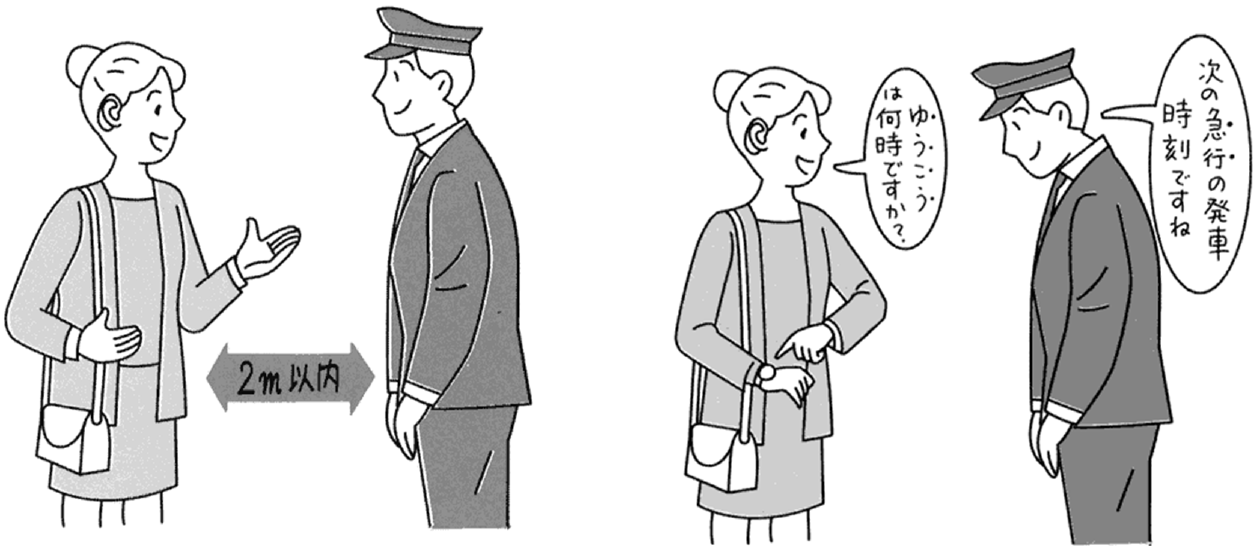 2m以内
ゆうこう
は何時ですか?
次の急行の発車
時刻ですね